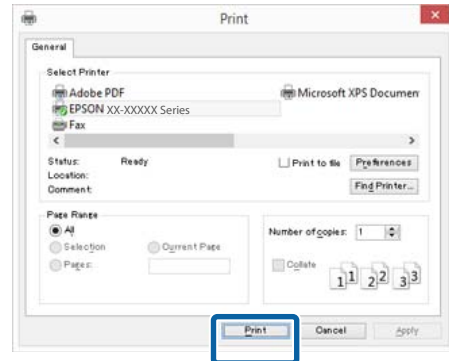 Print
General
Select Printer
Adobe PDF
Microsoft XPS Documen
EPSON XX-XXXXX Series
Fax
Status: Ready
Print to file
Preferences
Location:
Comment:
Find Printer...
Page Range
All
Selection
Current Page
Pages:
Number of copies: 1
Collate
1 1 2 2 3 3
Print
Cancel
Apply